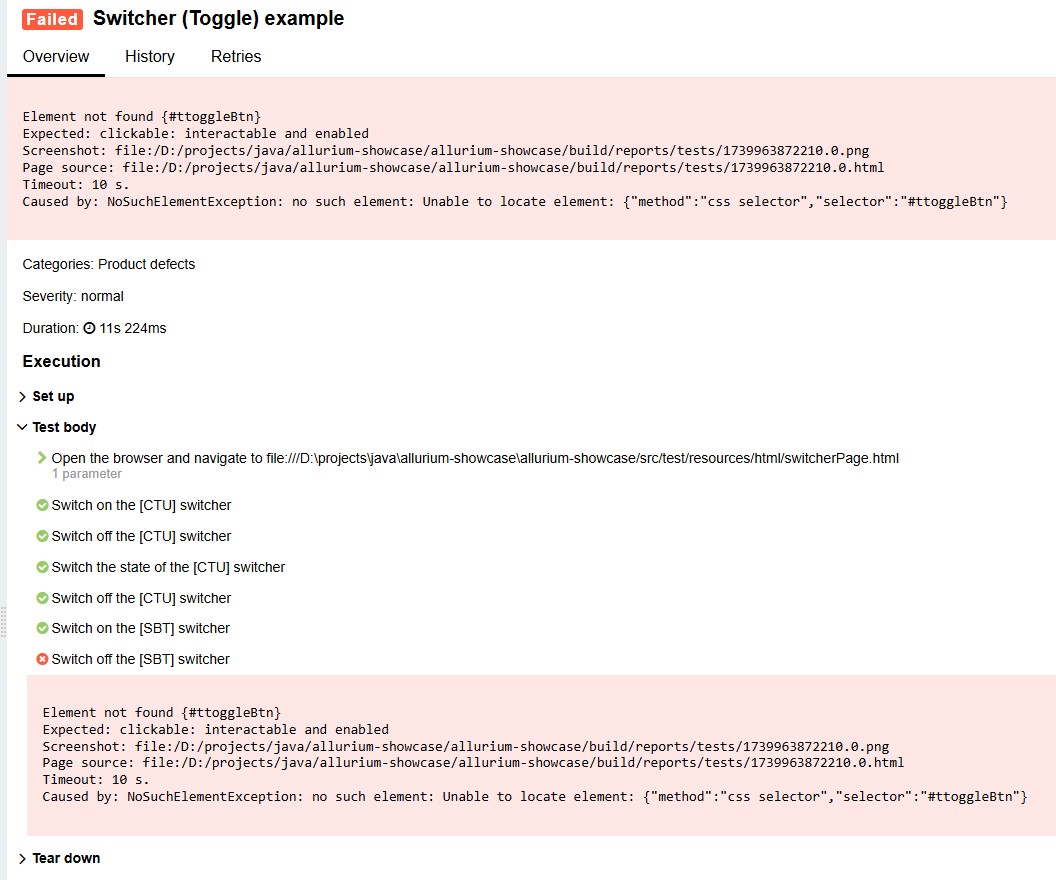 Failed Switcher (Toggle) example
Overview History Retries
Element not found {#ttoggleBtn}
Expected: clickable: interactable and enabled
Screenshot: file:/D:/projects/java/allurium-showcase/allurium-showcase/build/reports/tests/1739963872210.0.png
Page source: file:/D:/projects/java/allurium-showcase/allurium-showcase/build/reports/tests/1739963872210.0.html
Timeout: 10 s.
Caused by: NoSuchElementException: no such element: Unable to locate element: {"method":"css selector","selector":"#ttoggleBtn"}
Categories: Product defects
Severity: normal
Duration: 11s 224ms
Execution
Set up
Test body
Open the browser and navigate to file:///D:\projects\java\allurium-showcase\allurium-showcase/src/test/resources/html/switcherPage.html
1 parameter
Switch on the [CTU] switcher
Switch off the [CTU] switcher
Switch the state of the [CTU] switcher
Switch off the [CTU] switcher
Switch on the [SBT] switcher
Switch off the [SBT] switcher
Element not found {#ttoggleBtn}
Expected: clickable: interactable and enabled
Screenshot: file:/D:/projects/java/allurium-showcase/allurium-showcase/build/reports/tests/1739963872210.0.png
Page source: file:/D:/projects/java/allurium-showcase/allurium-showcase/build/reports/tests/1739963872210.0.html
Timeout: 10 s.
Caused by: NoSuchElementException: no such element: Unable to locate element: {"method":"css selector","selector":"#ttoggleBtn"}
Tear down